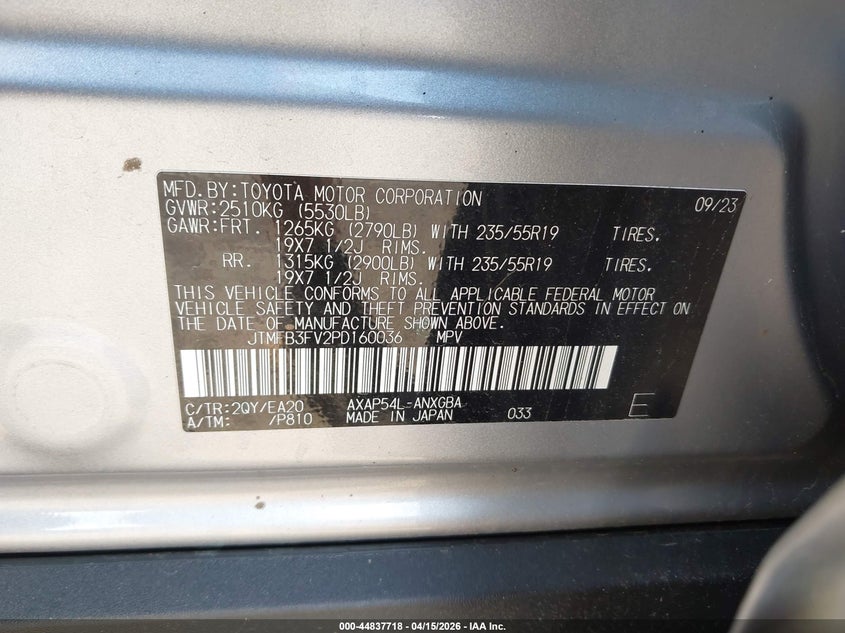 MFD.BY:TOYOTA MOTOR CORPORATION 09/23
GVWR:2510KG (5530LB)
GAWR:FRT. 1265KG (2790LB) WITH 235/55R19 TIRES.
19X7 1/2J RIMS.
RR. 1315KG (2900LB) WITH 235/55R19 TIRES.
19X7 1/2J RIMS.
THIS VEHICLE CONFORMS TO ALL APPLICABLE FEDERAL MOTOR
VEHICLE SAFETY AND THEFT PREVENTION STANDARDS IN EFFECT ON
THE DATE OF MANUFACTURE SHOWN ABOVE.
JTMFB3FV2PD160036 MPV
C/TR:2QY/EA20 AXAP54L-ANXGBA
A/TM: /P810 MADE IN JAPAN 033 E
000-44837718 - 04/15/2026 - IAA Inc.